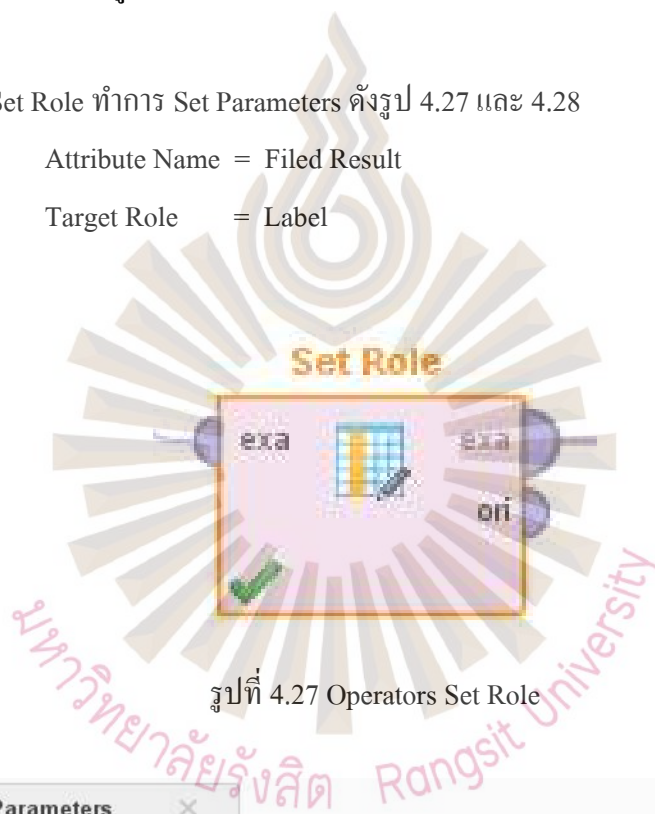 Set Role ทำการ Set Parameters ดังรูป 4.27 และ 4.28
Attribute Name = Filed Result
Target Role = Label
Set Role
exa
exa
ori
รูปที่ 4.27 Operators Set Role
มหาวิทยาลัยรังสิต Rangsit University
Parameters